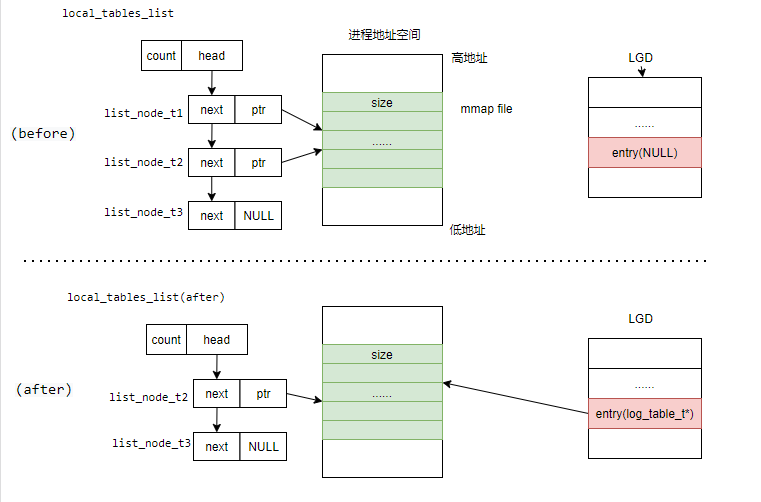 local_tables_list
进程地址空间
count head
高地址
LGD
list_node_t1
next ptr
size
mmap file
(before)
……
……
list_node_t2
next ptr
entry(NULL)
list_node_t3
next NULL
低地址
local_tables_list(after)
LGD
count head
size
(after)
list_node_t2
next ptr
……
……
entry(log_table_t*)
list_node_t3
next NULL